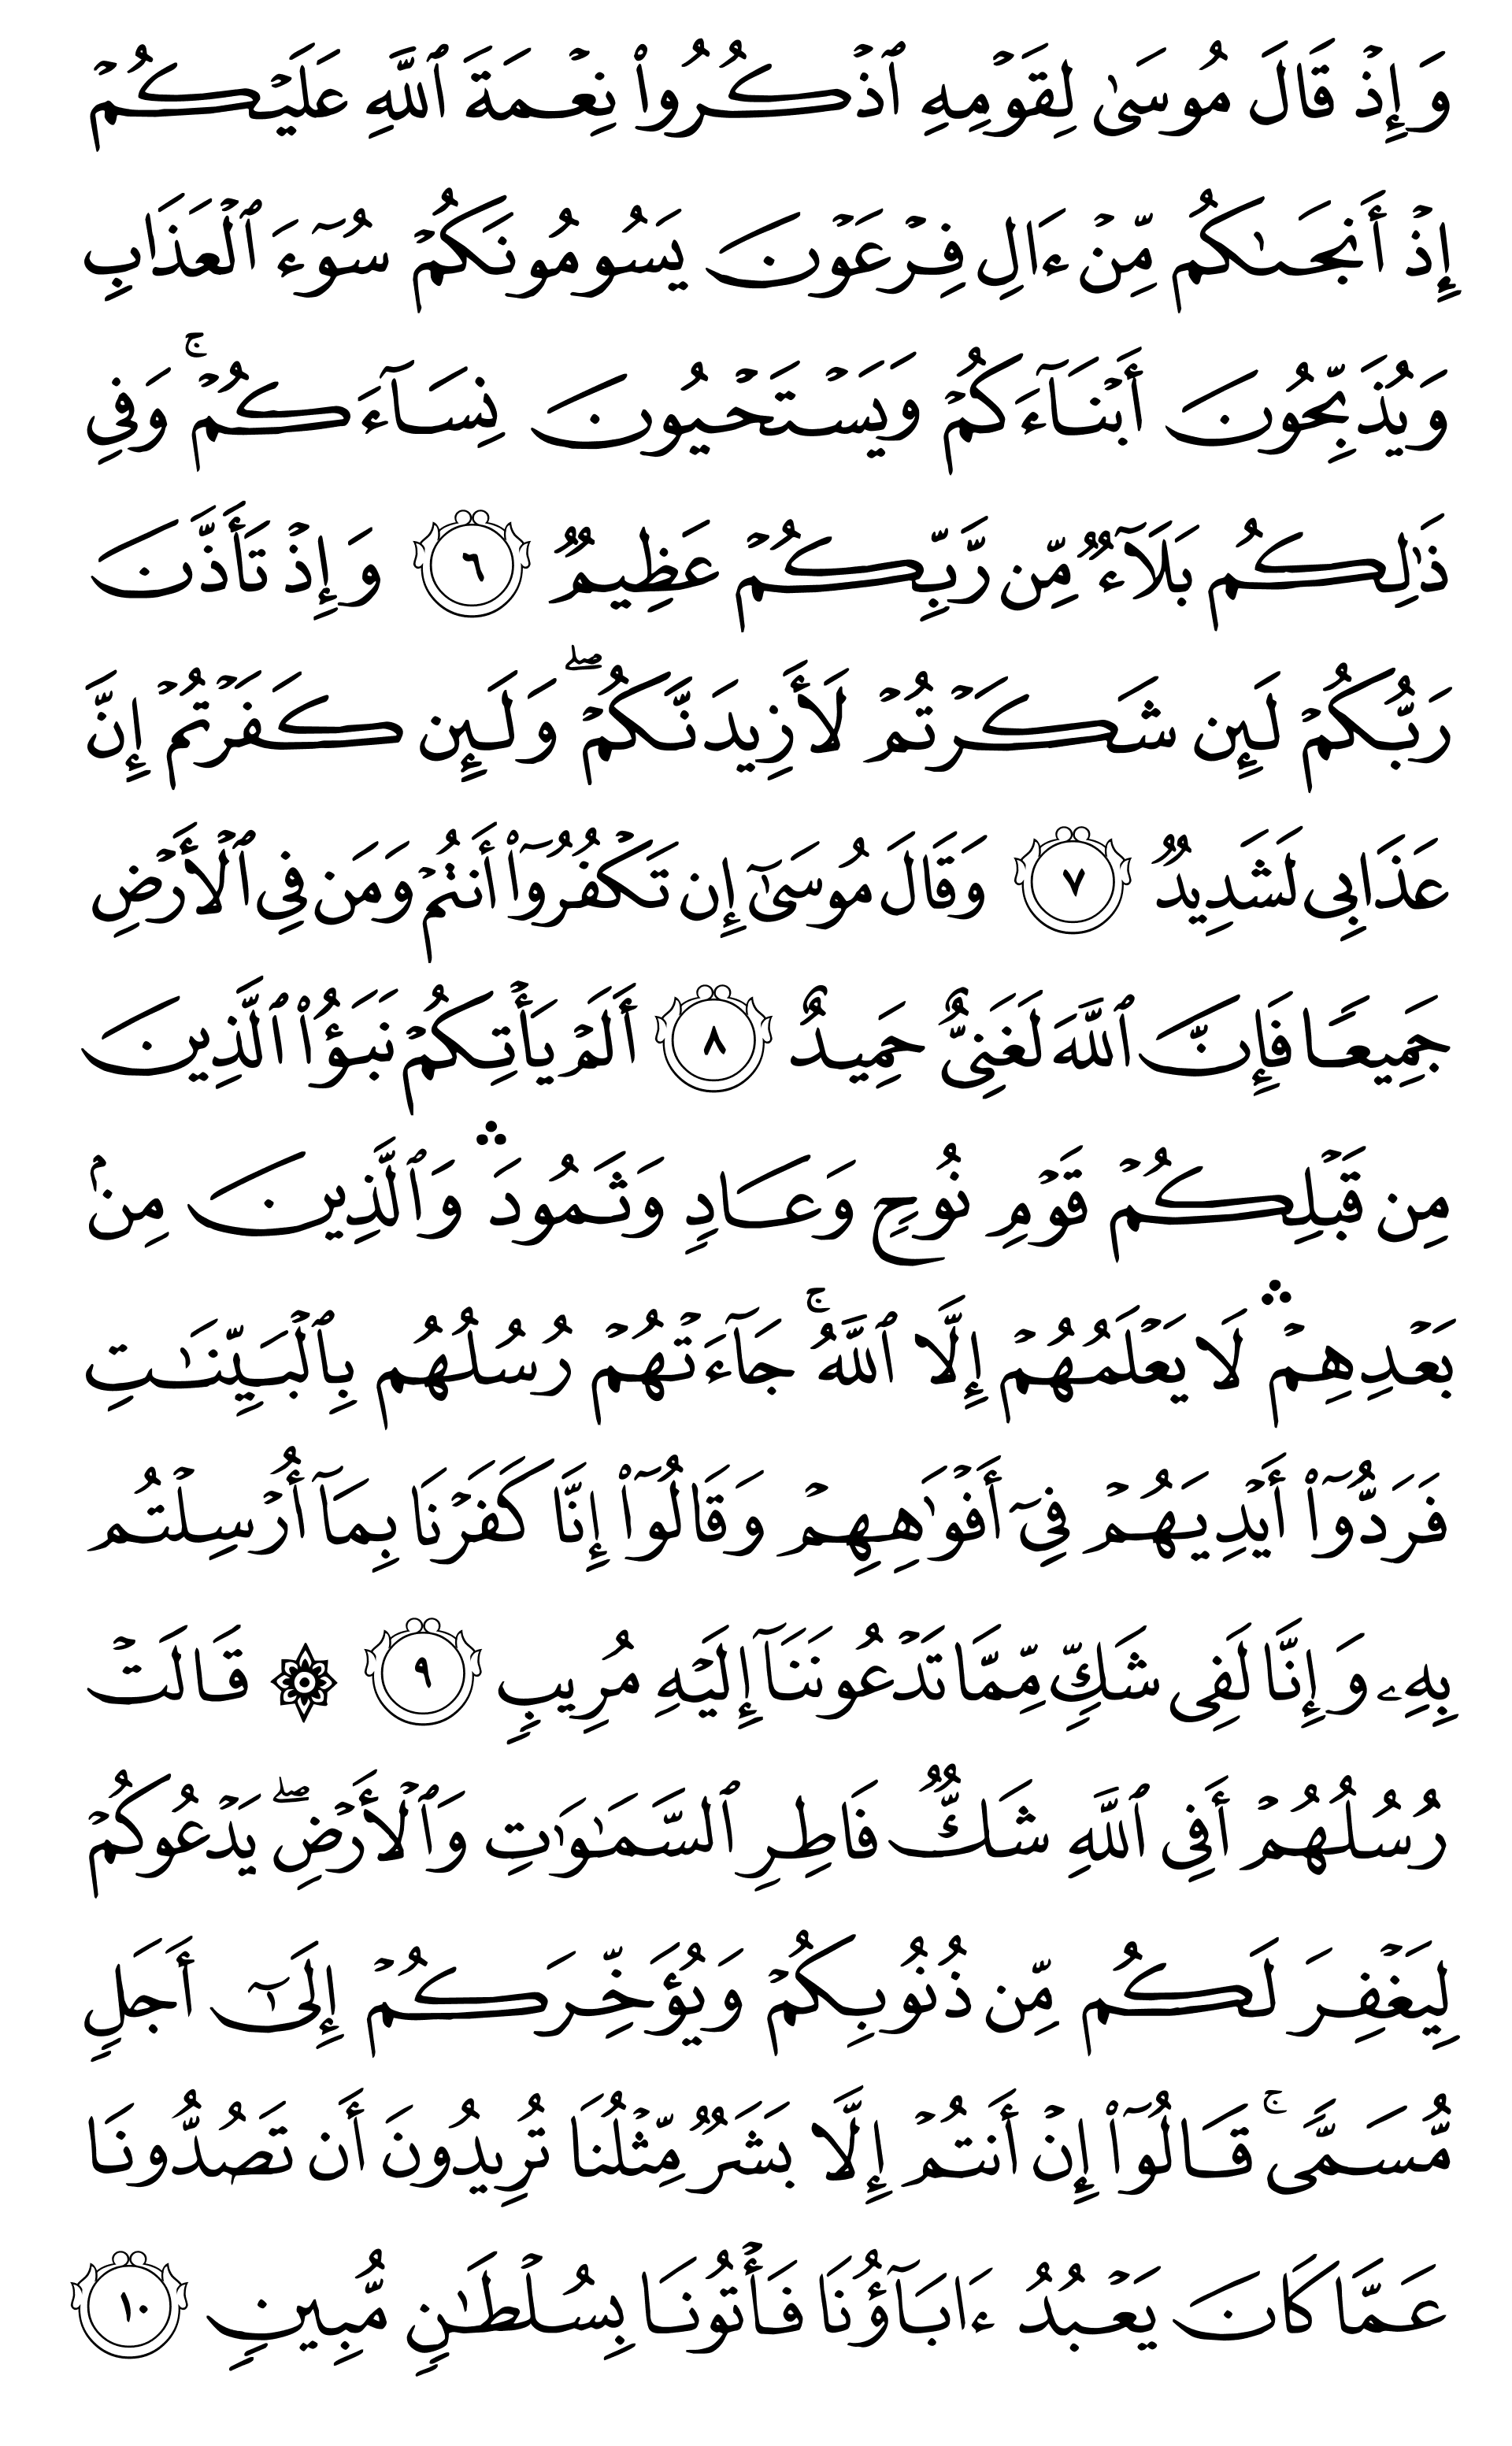 وَإِذۡ قَالَ مُوسَىٰ لِقَوۡمِهِ ٱذۡكُرُواْ نِعۡمَةَ ٱللَّهِ عَلَيۡكُمۡ
إِذۡ أَنجَىٰكُم مِّنۡ ءَالِ فِرۡعَوۡنَ يَسُومُونَكُمۡ سُوٓءَ ٱلۡعَذَابِ
وَيُذَبِّحُونَ أَبۡنَآءَكُمۡ وَيَسۡتَحۡيُونَ نِسَآءَكُمۡۚ وَفِي
ذَٰلِكُم بَلَآءٞ مِّن رَّبِّكُمۡ عَظِيمٞ ٦ وَإِذۡ تَأَذَّنَ
رَبُّكُمۡ لَئِن شَكَرۡتُمۡ لَأَزِيدَنَّكُمۡۖ وَلَئِن كَفَرۡتُمۡ إِنَّ
عَذَابِي لَشَدِيدٞ ٧ وَقَالَ مُوسَىٰٓ إِن تَكۡفُرُوٓاْ أَنتُمۡ وَمَن فِي ٱلۡأَرۡضِ
جَمِيعٗا فَإِنَّ ٱللَّهَ لَغَنِيٌّ حَمِيدٌ ٨ أَلَمۡ يَأۡتِكُمۡ نَبَؤُاْ ٱلَّذِينَ
مِن قَبۡلِكُمۡ قَوۡمِ نُوحٖ وَعَادٖ وَثَمُودَۛ وَٱلَّذِينَ مِنۢ
بَعۡدِهِمۡۛ لَا يَعۡلَمُهُمۡ إِلَّا ٱللَّهُۚ جَآءَتۡهُمۡ رُسُلُهُم بِٱلۡبَيِّنَٰتِ
فَرَدُّوٓاْ أَيۡدِيَهُمۡ فِيٓ أَفۡوَٰهِهِمۡ وَقَالُوٓاْ إِنَّا كَفَرۡنَا بِمَآ أُرۡسِلۡتُم
بِهِۦ وَإِنَّا لَفِي شَكّٖ مِّمَّا تَدۡعُونَنَآ إِلَيۡهِ مُرِيبٖ ٩ ۞ قَالَتۡ
رُسُلُهُمۡ أَفِي ٱللَّهِ شَكّٞ فَاطِرِ ٱلسَّمَٰوَٰتِ وَٱلۡأَرۡضِۖ يَدۡعُوكُمۡ
لِيَغۡفِرَ لَكُم مِّن ذُنُوبِكُمۡ وَيُؤَخِّرَكُمۡ إِلَىٰٓ أَجَلٖ
مُّسَمّٗىۚ قَالُوٓاْ إِنۡ أَنتُمۡ إِلَّا بَشَرٞ مِّثۡلُنَا تُرِيدُونَ أَن تَصُدُّونَا
عَمَّا كَانَ يَعۡبُدُ ءَابَآؤُنَا فَأۡتُونَا بِسُلۡطَٰنٖ مُّبِينٖ ١٠